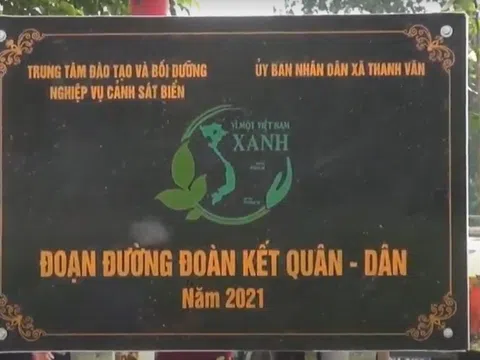 TRUNG TÂM ĐÀO TẠO VÀ BỒI DƯỠNG
NGHIỆP VỤ CẢNH SÁT BIỂN
ỦY BAN NHÂN DÂN XÃ THANH VÂN
VÌ MỘT VIỆT NAM
XANH
ĐOẠN ĐƯỜNG ĐOÀN KẾT QUÂN - DÂN
Năm 2021